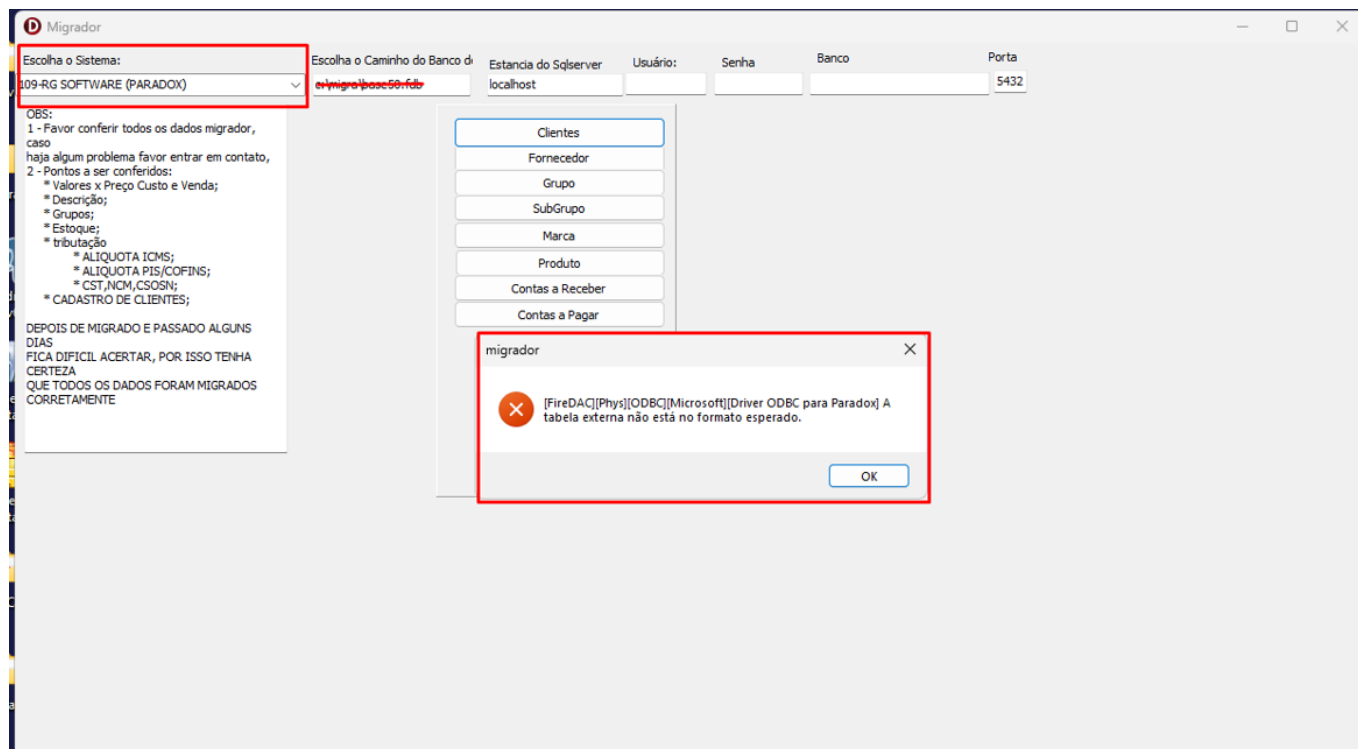 Migrador
Escolha o Sistema:
Escolha o Caminho do Banco d
Estancia do Sqlserver
Usuário:
Senha
Banco
Porta
109-RG SOFTWARE (PARADOX)
c:\migra\base50.fdb
localhost
5432
OBS:
1 - Favor conferir todos os dados migrador,
caso
haja algum problema favor entrar em contato,
2 - Pontos a ser conferidos:
* Valores x Preço Custo e Venda;
* Descrição;
* Grupos;
* Estoque;
* tributação
* ALIQUOTA ICMS;
* ALIQUOTA PIS/COFINS;
* CST,NCM,CSOSN;
* CADASTRO DE CLIENTES;
DEPOIS DE MIGRADO E PASSADO ALGUNS
DIAS
FICA DIFICIL ACERTAR, POR ISSO TENHA
CERTEZA
QUE TODOS OS DADOS FORAM MIGRADOS
CORRETAMENTE
Clientes
Fornecedor
Grupo
SubGrupo
Marca
Produto
Contas a Receber
Contas a Pagar
migrador
[FireDAC][Phys][ODBC][Microsoft][Driver ODBC para Paradox] A
tabela externa não está no formato esperado.
OK